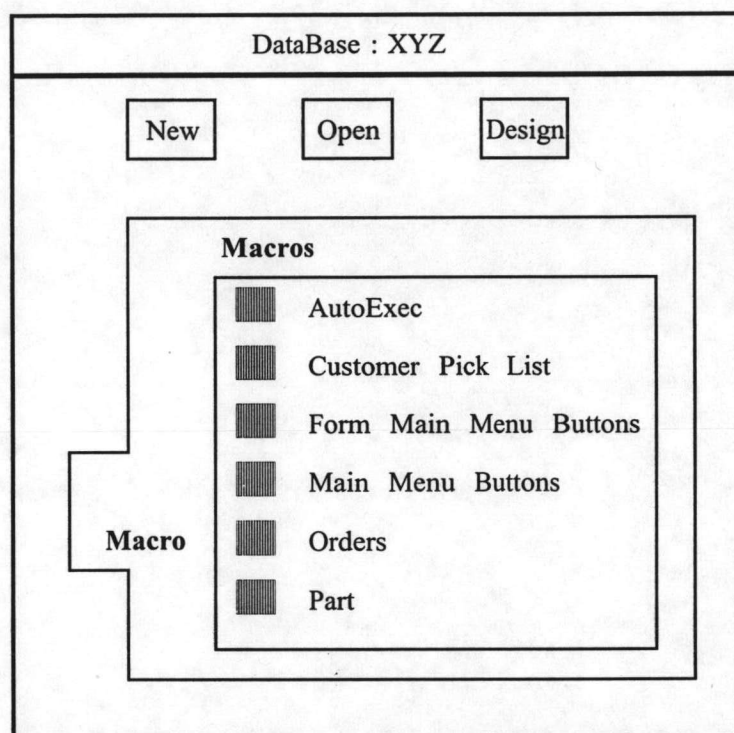 DataBase : XYZ
New Open Design
Macros
AutoExec
Customer Pick List
Form Main Menu Buttons
Main Menu Buttons
Macro
Orders
Part